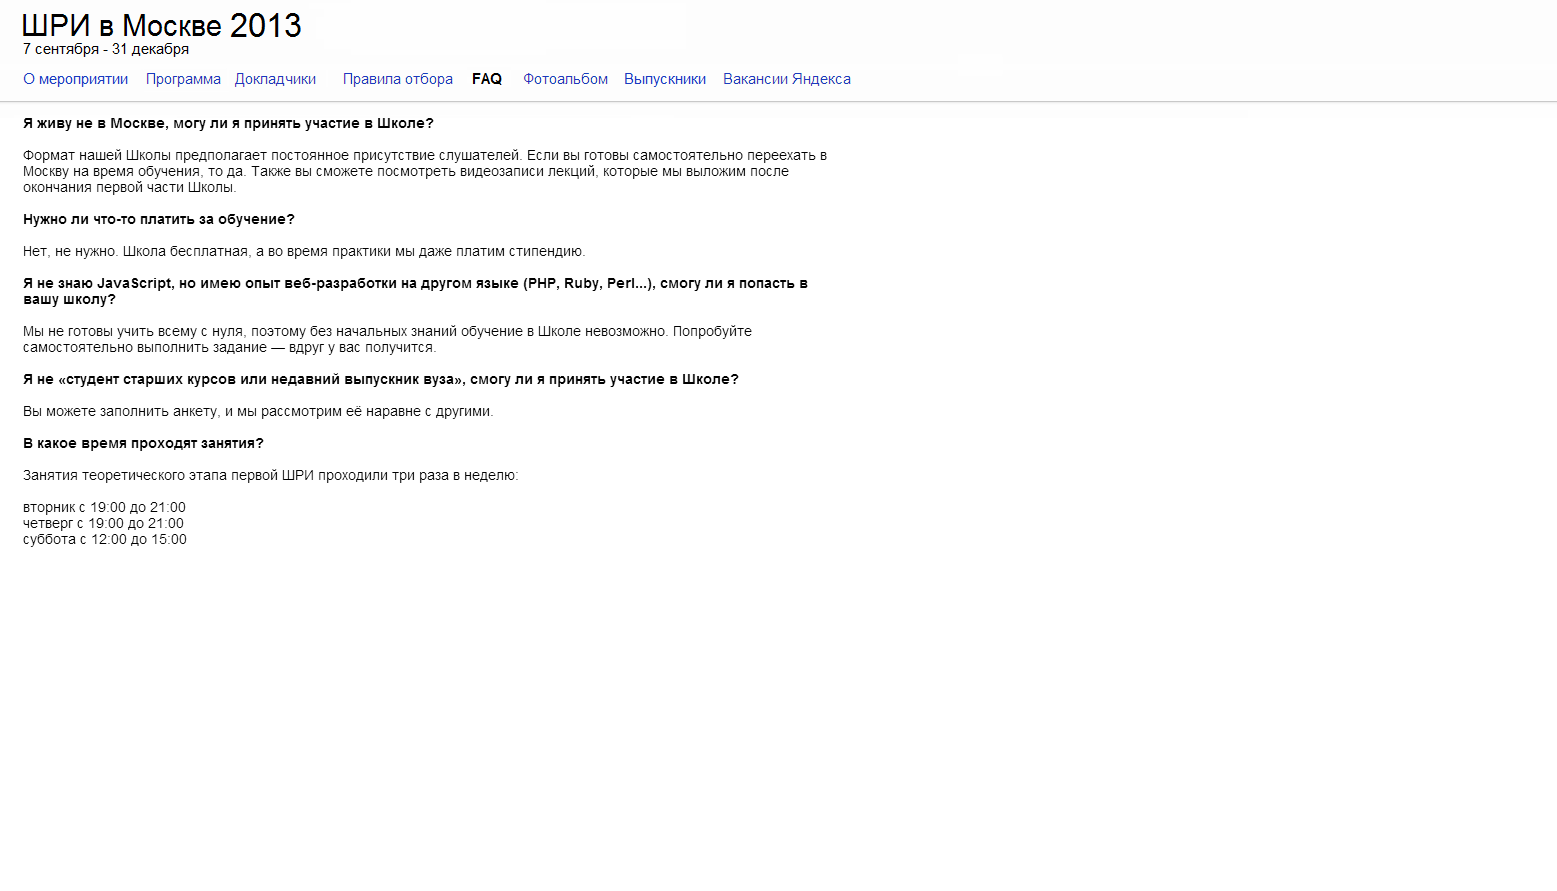 ШРИ в Москве 2013
7 сентября - 31 декабря
О мероприятии Программа Докладчики Правила отбора FAQ Фотоальбом Выпускники Вакансии Яндекса
Я живу не в Москве, могу ли я принять участие в Школе?
Формат нашей Школы предполагает постоянное присутствие слушателей. Если вы готовы самостоятельно переехать в
Москву на время обучения, то да. Также вы сможете посмотреть видеозаписи лекций, которые мы выложим после
окончания первой части Школы.
Нужно ли что-то платить за обучение?
Нет, не нужно. Школа бесплатная, а во время практики мы даже платим стипендию.
Я не знаю JavaScript, но имею опыт веб-разработки на другом языке (PHP, Ruby, Perl...), смогу ли я попасть в
вашу школу?
Мы не готовы учить всему с нуля, поэтому без начальных знаний обучение в Школе невозможно. Попробуйте
самостоятельно выполнить задание — вдруг у вас получится.
Я не «студент старших курсов или недавний выпускник вуза», смогу ли я принять участие в Школе?
Вы можете заполнить анкету, и мы рассмотрим её наравне с другими.
В какое время проходят занятия?
Занятия теоретического этапа первой ШРИ проходили три раза в неделю:
вторник с 19:00 до 21:00
четверг с 19:00 до 21:00
суббота с 12:00 до 15:00